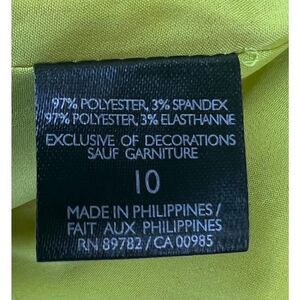 97% POLYESTER, 3% SPANDEX
97% POLYESTER, 3% ELASTHANNE
EXCLUSIVE OF DECORATIONS
SAUF GARNITURE
10
MADE IN PHILIPPINES/
FAIT AUX PHILIPPINES
RN 89782 / CA 00985